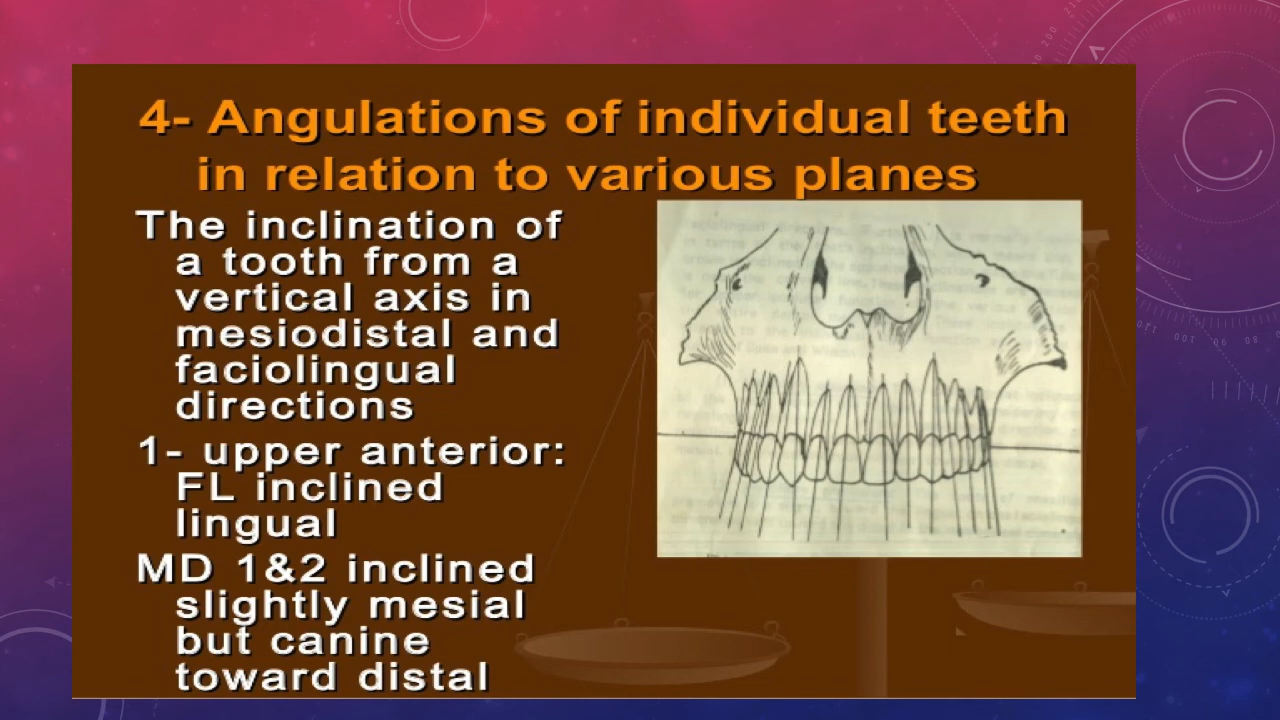 4- Angulations of individual teeth
in relation to various planes
The inclination of
a tooth from a
vertical axis in
mesiodistal and
faciolingual
directions
1- upper anterior:
FL inclined
lingual
MD 1&2 inclined
slightly mesial
but canine
toward distal